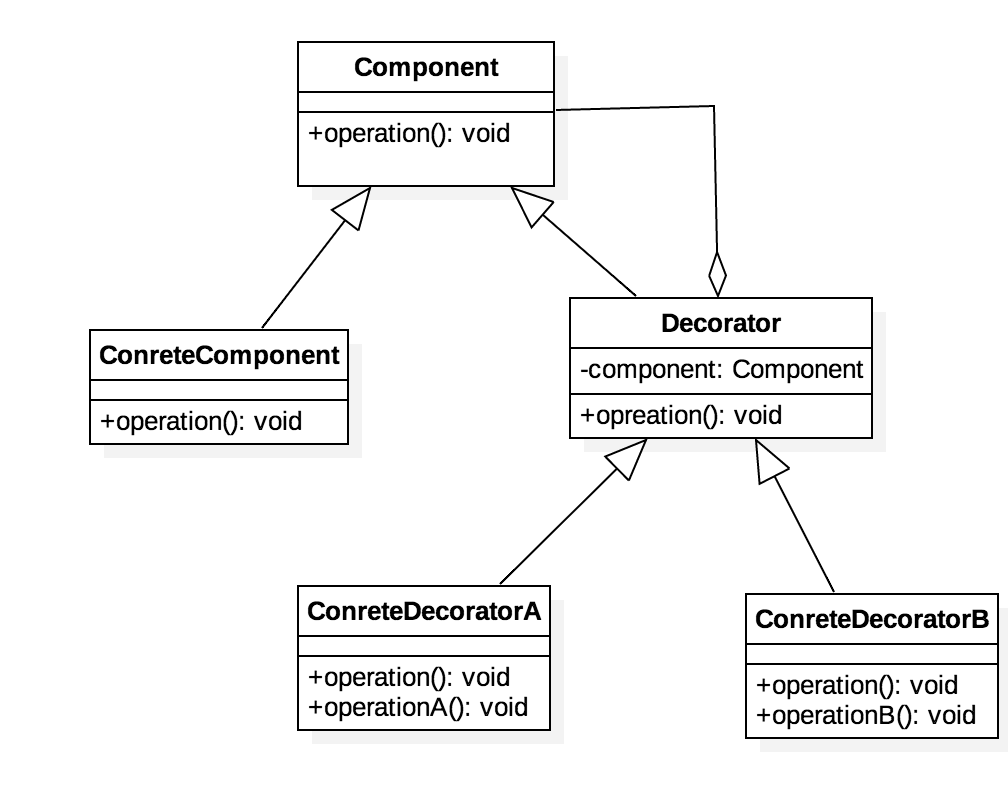 Component
+operation(): void
ConreteComponent
+operation(): void
Decorator
-component: Component
+opreation(): void
ConreteDecoratorA
+operation(): void
+operationA(): void
ConreteDecoratorB
+operation(): void
+operationB(): void